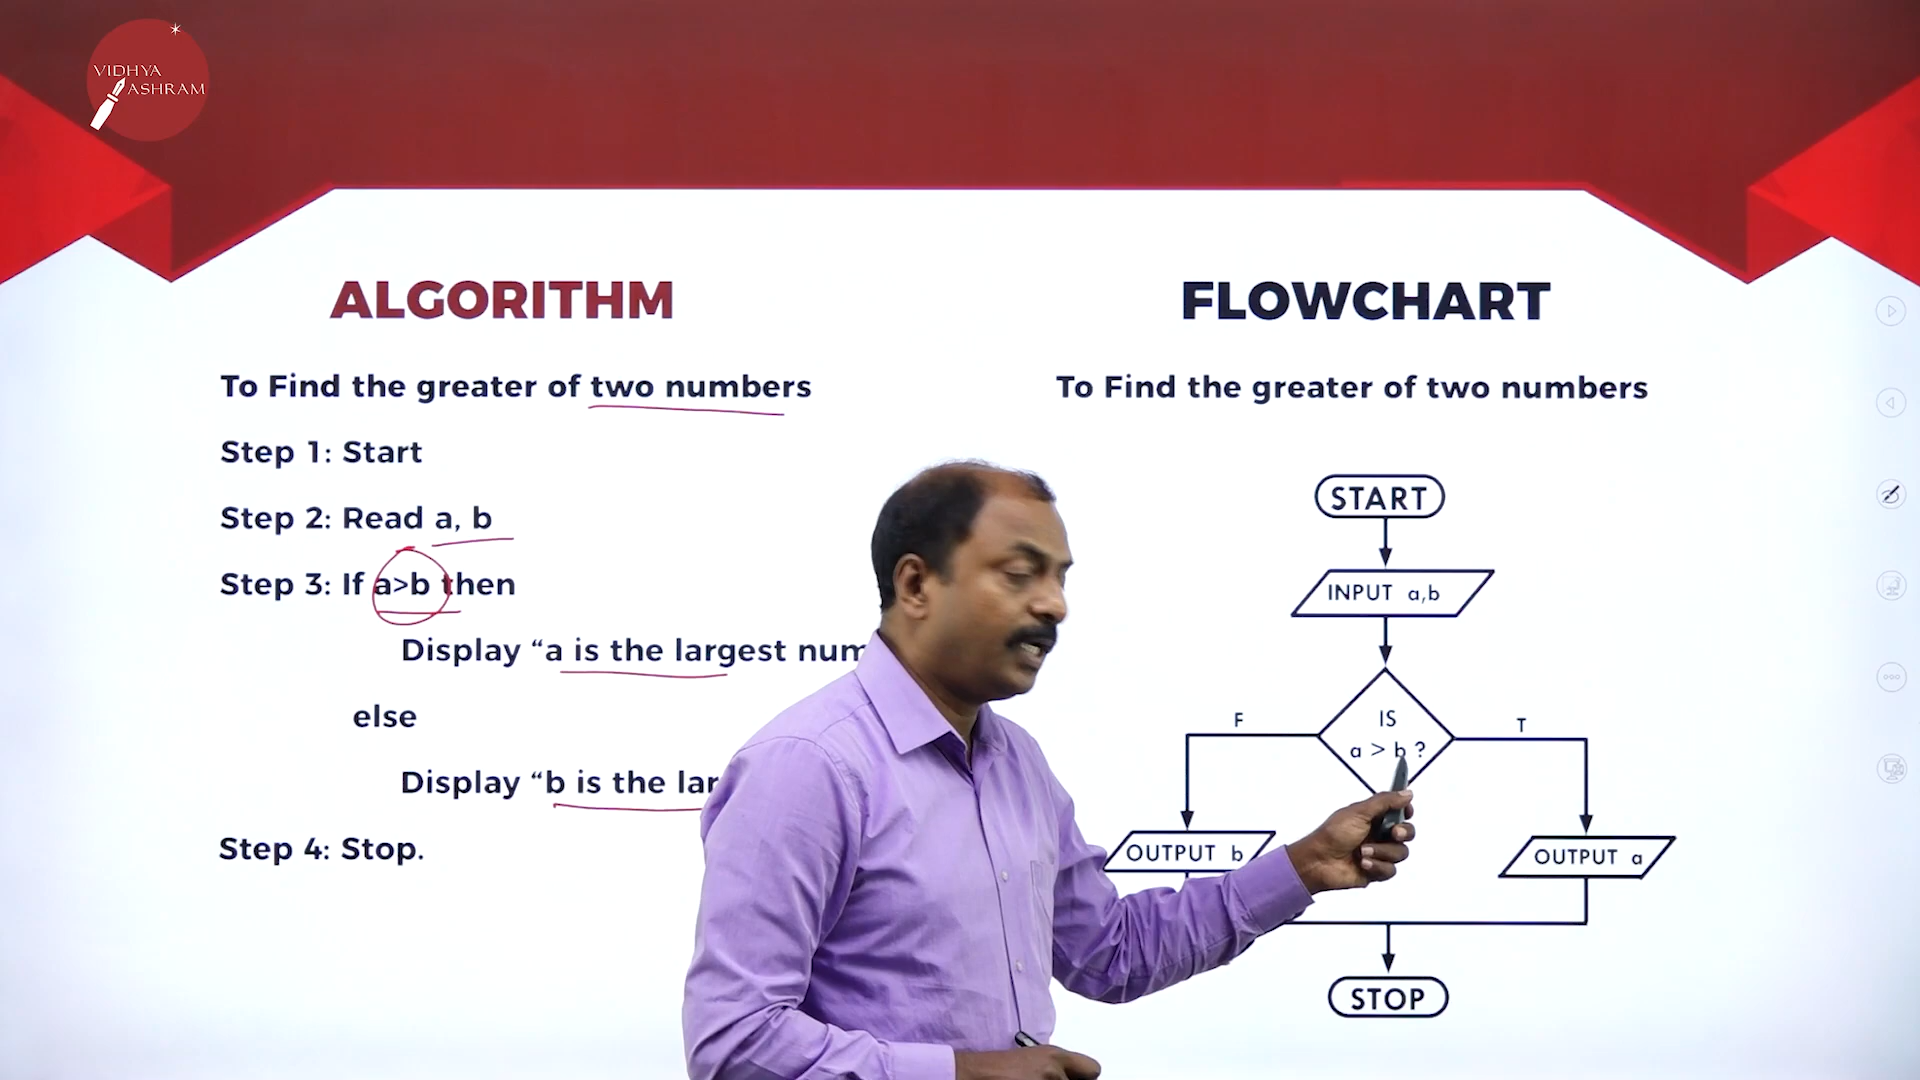 VIDHYA
ASHRAM
ALGORITHM
To Find the greater of two numbers
Step 1: Start
Step 2: Read a, b
Step 3: If a>b then
Display “a is the largest
else
Display “b is the
Step 4: Stop.
FLOWCHART
To Find the greater of two numbers
START
INPUT a,b
IS
a > b ?
F
T
OUTPUT b
OUTPUT a
STOP